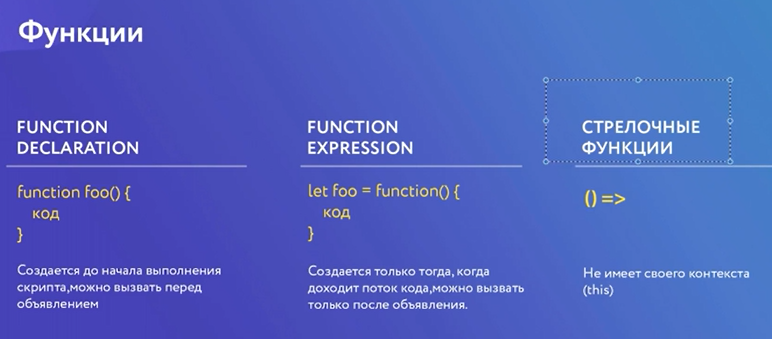 Функции
FUNCTION
DECLARATION
function foo() {
код
}
Создается до начала выполнения
скрипта,можно вызвать перед
объявлением
FUNCTION
EXPRESSION
let foo = function() {
код
}
Создается только тогда, когда
доходит поток кода,можно вызвать
только после объявления.
СТРЕЛОЧНЫЕ
ФУНКЦИИ
() =>
Не имеет своего контекста
(this)